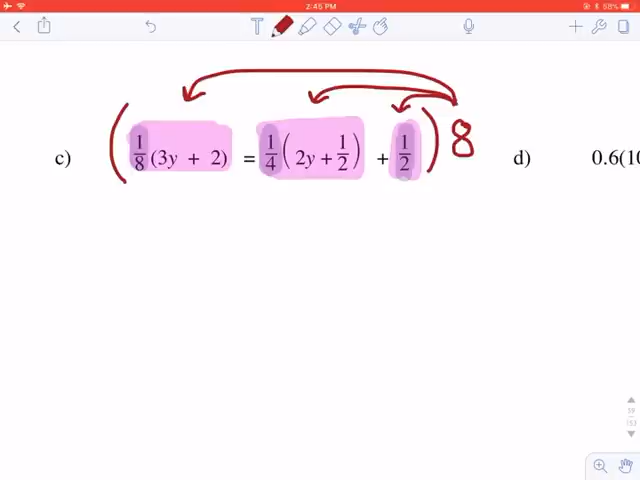 2:45 PM
58%
T
c) ( 1/8 (3y + 2) = 1/4 ( 2y + 1/2 ) + 1/2 ) 8 d) 0.6(10